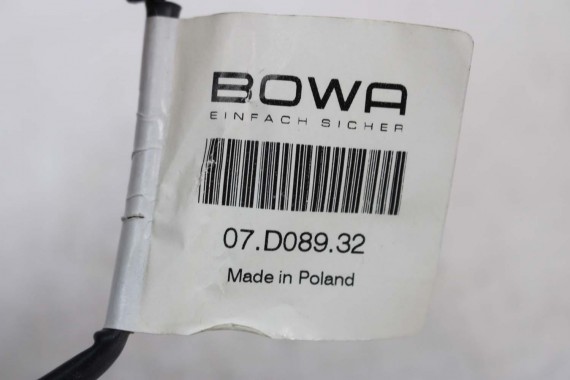 BOWA
EINFACH SICHER
07.D089.32
Made in Poland